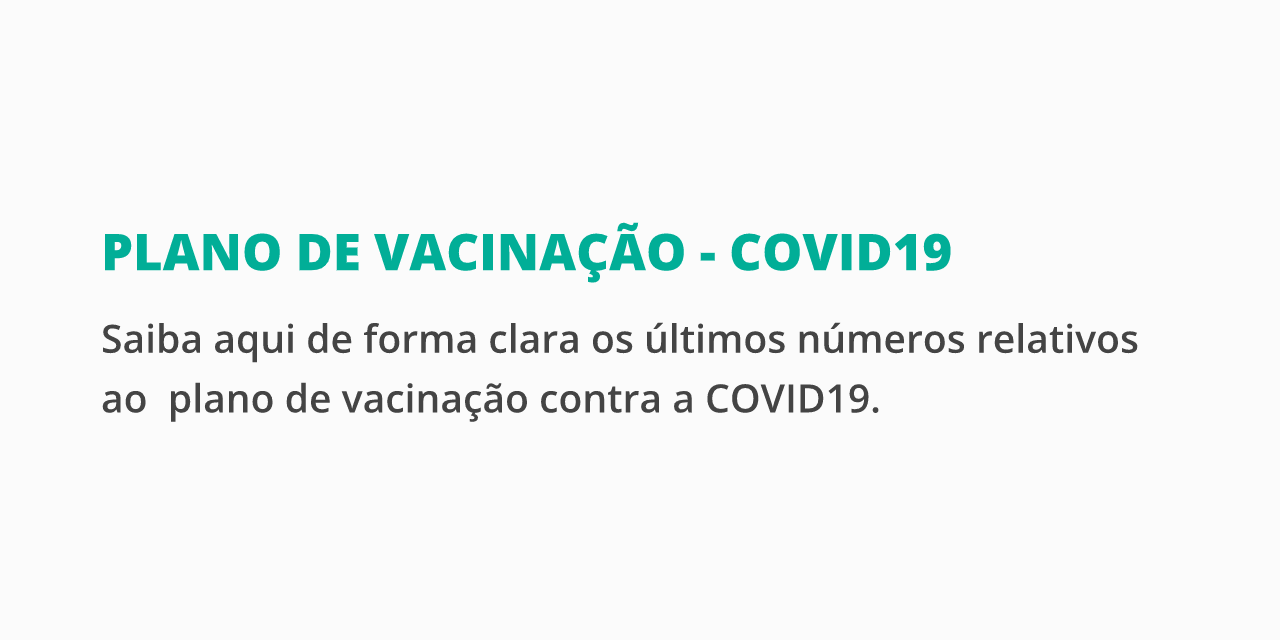 PLANO DE VACINAÇÃO - COVID19
Saiba aqui de forma clara os últimos números relativos
ao  plano de vacinação contra a COVID19.